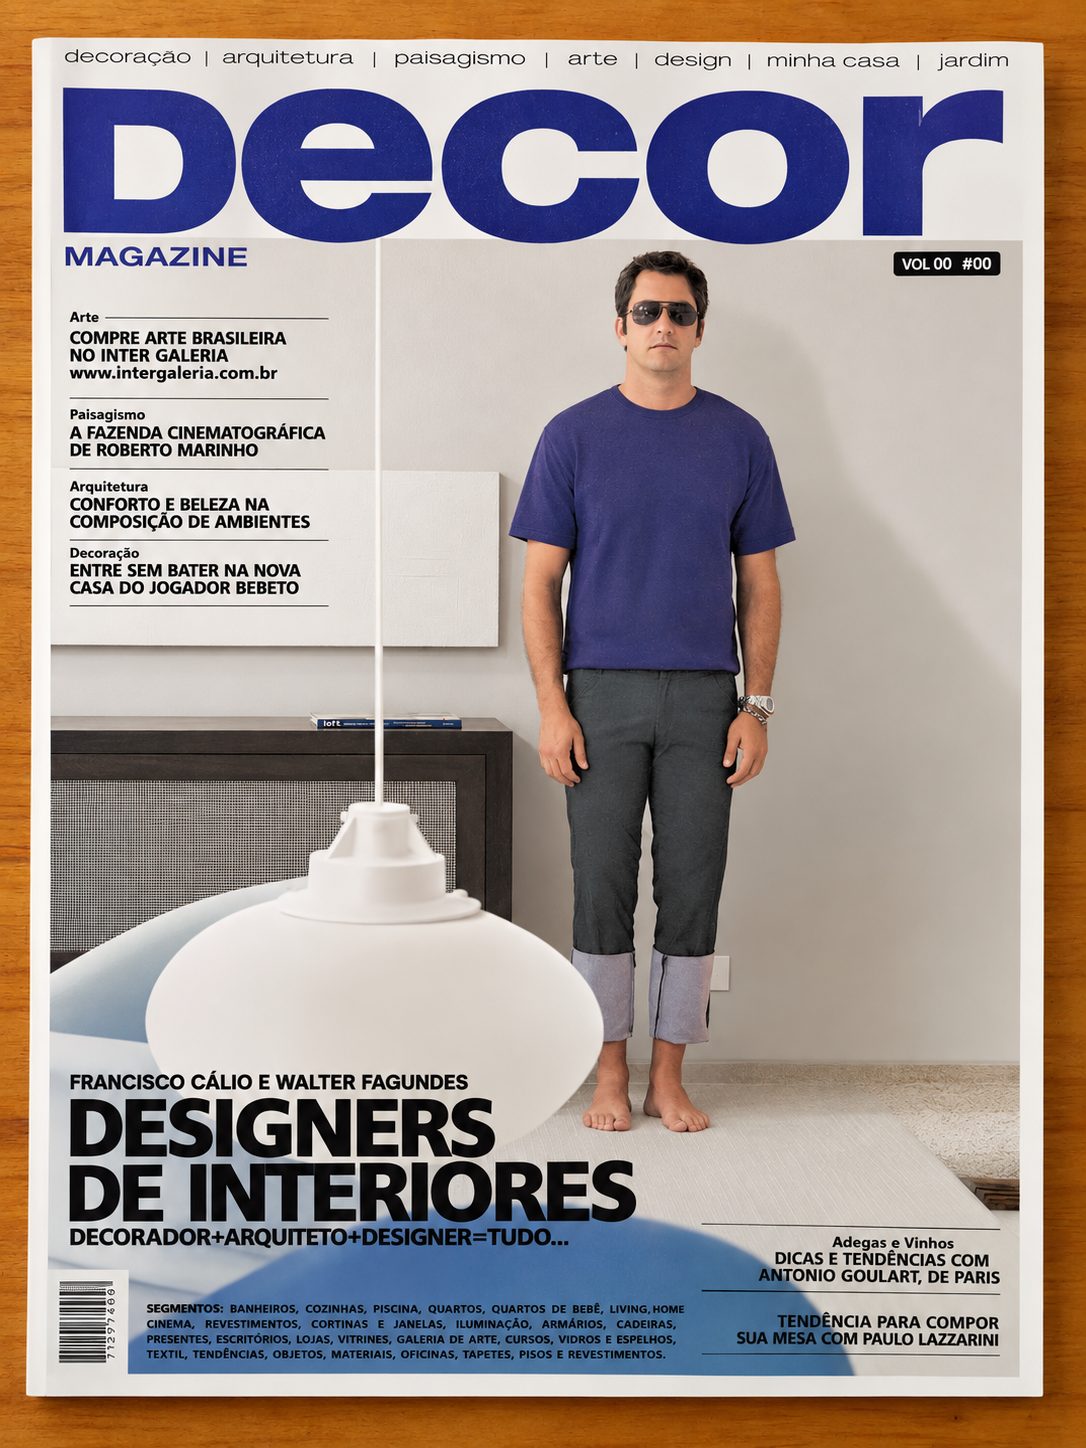 decoração | arquitetura | paisagismo | arte | design | minha casa | jardim
Decor
MAGAZINE
VOL 00 #00
Arte
COMPRE ARTE BRASILEIRA
NO INTER GALERIA
www.intergaleria.com.br
Paisagismo
A FAZENDA CINEMATOGRÁFICA
DE ROBERTO MARINHO
Arquitetura
CONFORTO E BELEZA NA
COMPOSIÇÃO DE AMBIENTES
Decoração
ENTRE SEM BATER NA NOVA
CASA DO JOGADOR BEBETO
loft
FRANCISCO CÁLIO E WALTER FAGUNDES
DESIGNERS
DE INTERIORES
DECORADOR+ARQUITETO+DESIGNER=TUDO...
Adegas e Vinhos
DICAS E TENDÊNCIAS COM
ANTONIO GOULART, DE PARIS
TENDÊNCIA PARA COMPOR
SUA MESA COM PAULO LAZZARINI
SEGMENTOS: BANHEIROS, COZINHAS, PISCINA, QUARTOS, QUARTOS DE BEBÊ, LIVING,HOME
CINEMA, REVESTIMENTOS, CORTINAS E JANELAS, ILUMINAÇÃO, ARMÁRIOS, CADEIRAS,
PRESENTES, ESCRITÓRIOS, LOJAS, VITRINES, GALERIA DE ARTE, CURSOS, VIDROS E ESPELHOS,
TEXTIL, TENDÊNCIAS, OBJETOS, MATERIAIS, OFICINAS, TAPETES, PISOS E REVESTIMENTOS.